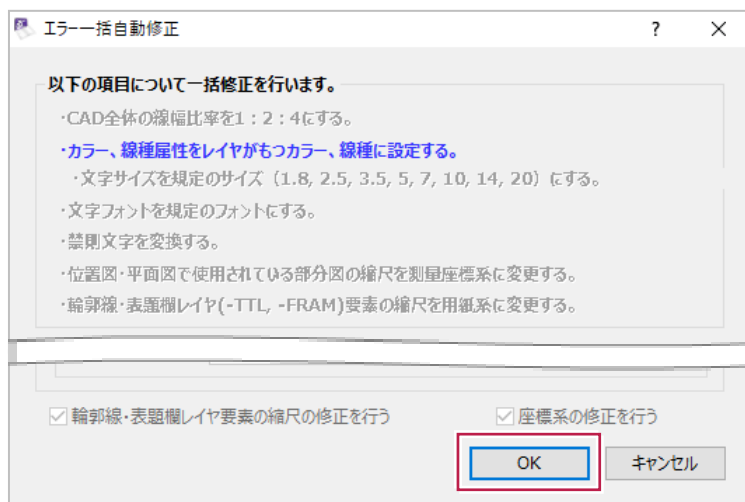 エラー一括自動修正
?
以下の項目について一括修正を行います。
・CAD全体の線幅比率を1：2：4にする。
・カラー、線種属性をレイヤがもつカラー、線種に設定する。
・文字サイズを規定のサイズ（1.8, 2.5, 3.5, 5, 7, 10, 14, 20）にする。
・文字フォントを規定のフォントにする。
・禁則文字を変換する。
・位置図・平面図で使用されている部分図の縮尺を測量座標系に変更する。
・輪郭線・表題欄レイヤ(-TTL, -FRAM)要素の縮尺を用紙系に変更する。
輪郭線・表題欄レイヤ要素の縮尺の修正を行う
座標系の修正を行う
OK
キャンセル